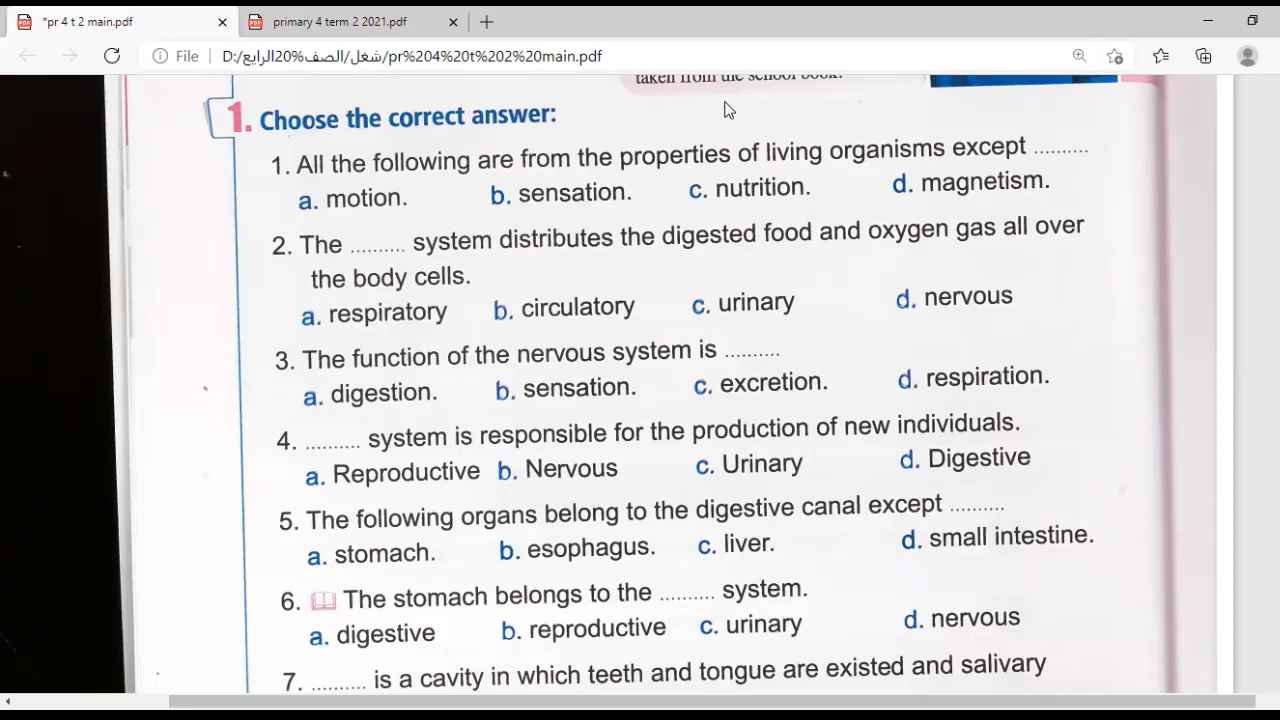 *pr 4 t 2 main.pdf
primary 4 term 2 2021.pdf
File D:/شغل/الصف%20الرابع/pr%204%20t%202%20main.pdf
taken from the school book.
1. Choose the correct answer:
1. All the following are from the properties of living organisms except ..........
a. motion. b. sensation. c. nutrition. d. magnetism.
2. The .......... system distributes the digested food and oxygen gas all over
the body cells.
a. respiratory b. circulatory c. urinary d. nervous
3. The function of the nervous system is ..........
a. digestion. b. sensation. c. excretion. d. respiration.
4. .......... system is responsible for the production of new individuals.
a. Reproductive b. Nervous c. Urinary d. Digestive
5. The following organs belong to the digestive canal except ..........
a. stomach. b. esophagus. c. liver. d. small intestine.
6. The stomach belongs to the .......... system.
a. digestive b. reproductive c. urinary d. nervous
7. .......... is a cavity in which teeth and tongue are existed and salivary